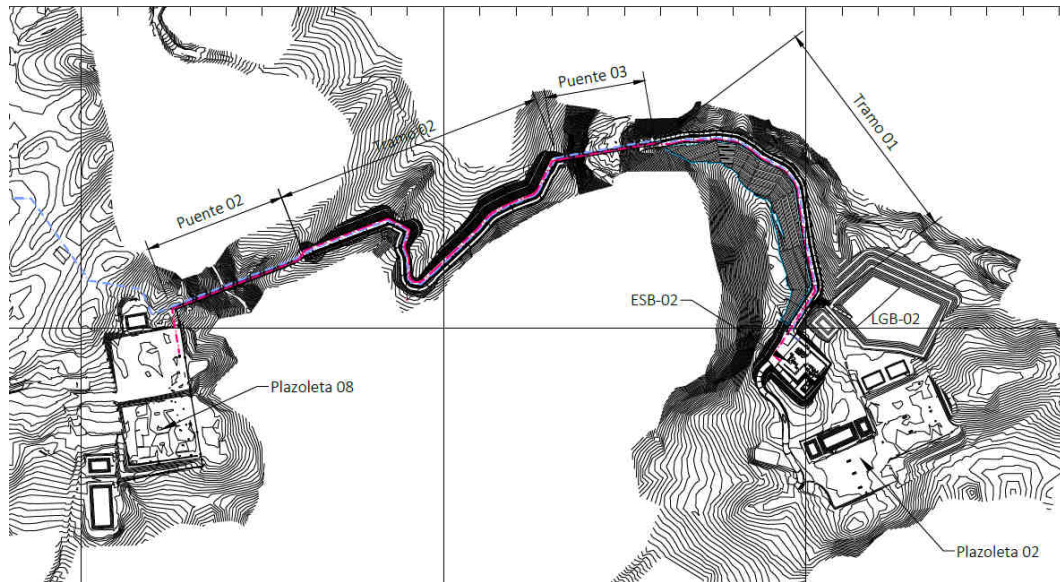 Puente 03
Tramo 01
Tramo 02
Puente 02
ESB-02
LGB-02
Plazoleta 08
Plazoleta 02